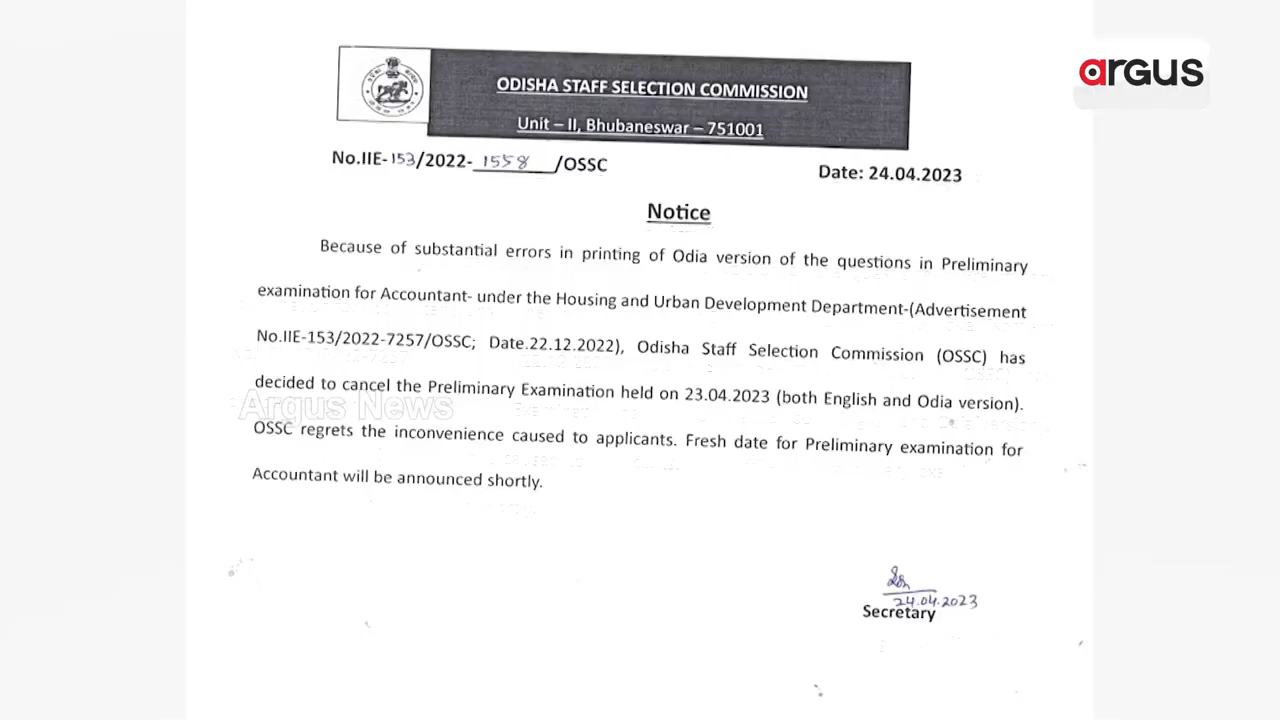 argus
ODISHA STAFF SELECTION COMMISSION
Unit – II, Bhubaneswar – 751001
No.IIE-153/2022-1558/OSSC
Date: 24.04.2023
Notice
Because of substantial errors in printing of Odia version of the questions in Preliminary
examination for Accountant- under the Housing and Urban Development Department-(Advertisement
No.IIE-153/2022-7257/OSSC; Date.22.12.2022), Odisha Staff Selection Commission (OSSC) has
decided to cancel the Preliminary Examination held on 23.04.2023 (both English and Odia version).
Argus News
OSSC regrets the inconvenience caused to applicants. Fresh date for Preliminary examination for
Accountant will be announced shortly.
24.04.2023
Secretary